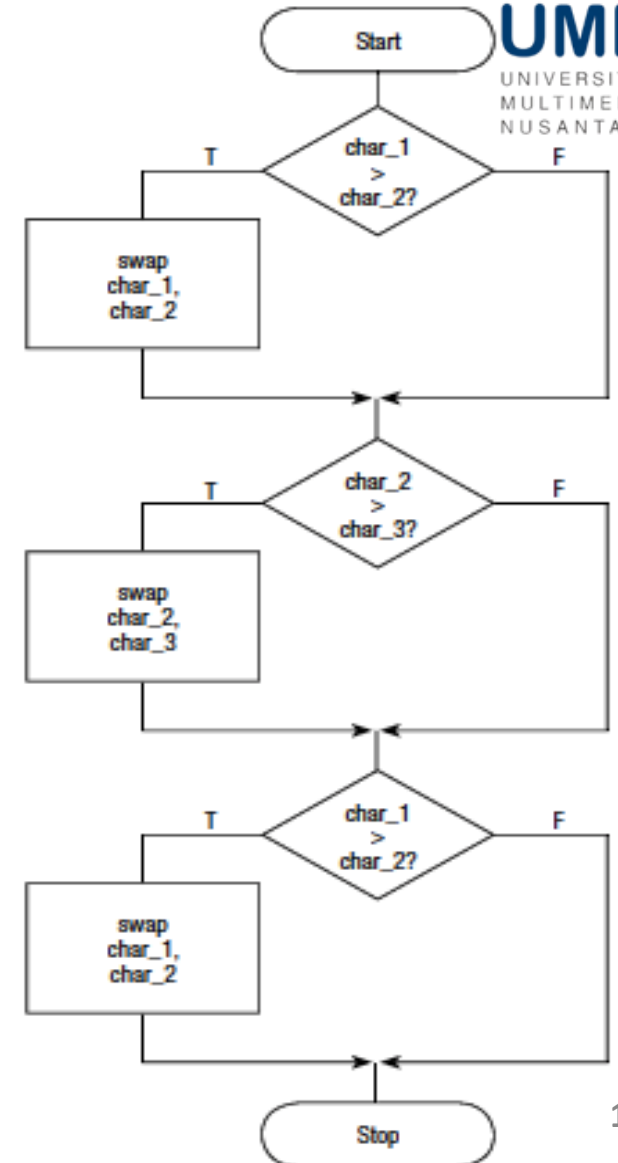 Start
UM
UNIVERSI
MULTIME
NUSANTA
char_1
>
char_2?
T
F
swap
char_1,
char_2
char_2
>
char_3?
T
F
swap
char_2,
char_3
char_1
>
char_2?
T
F
swap
char_1,
char_2
Stop
1